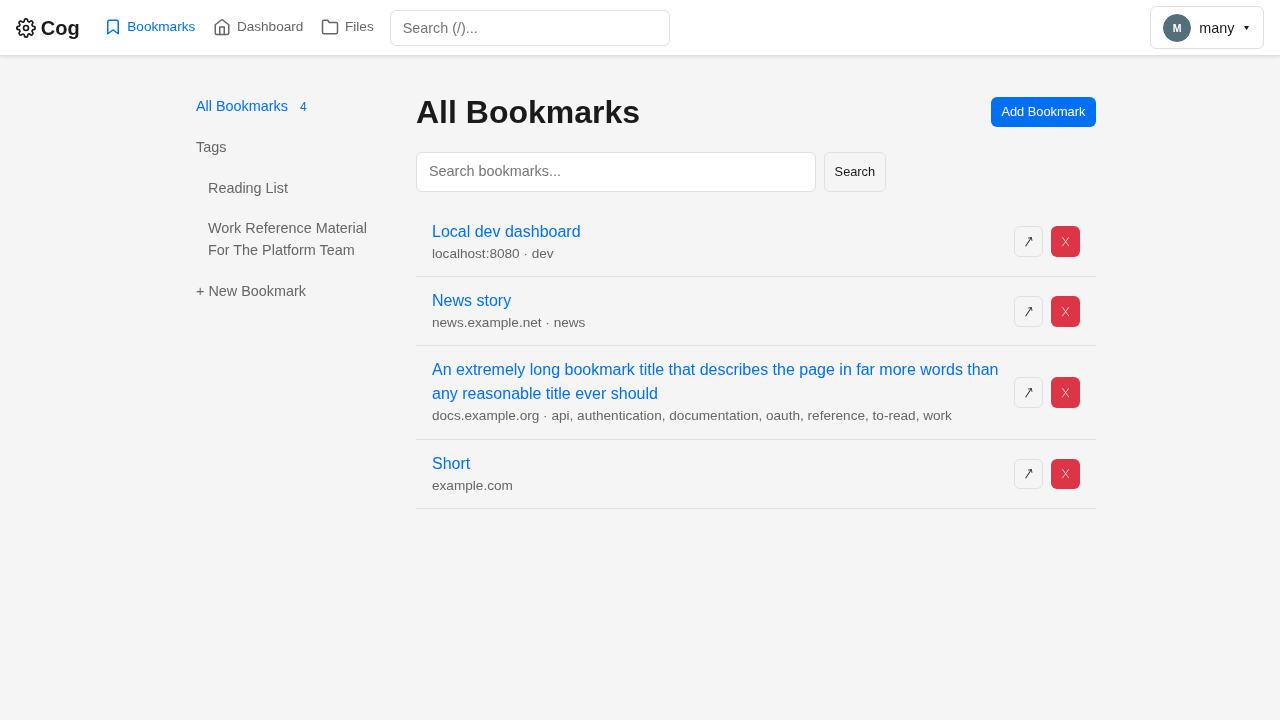 Cog
Bookmarks
Dashboard
Files
Search (/)...
M
many
All Bookmarks 4
Tags
Reading List
Work Reference Material
For The Platform Team
+ New Bookmark
All Bookmarks
Add Bookmark
Search bookmarks...
Search
Local dev dashboard
localhost:8080 · dev
News story
news.example.net · news
An extremely long bookmark title that describes the page in far more words than
any reasonable title ever should
docs.example.org · api, authentication, documentation, oauth, reference, to-read, work
Short
example.com